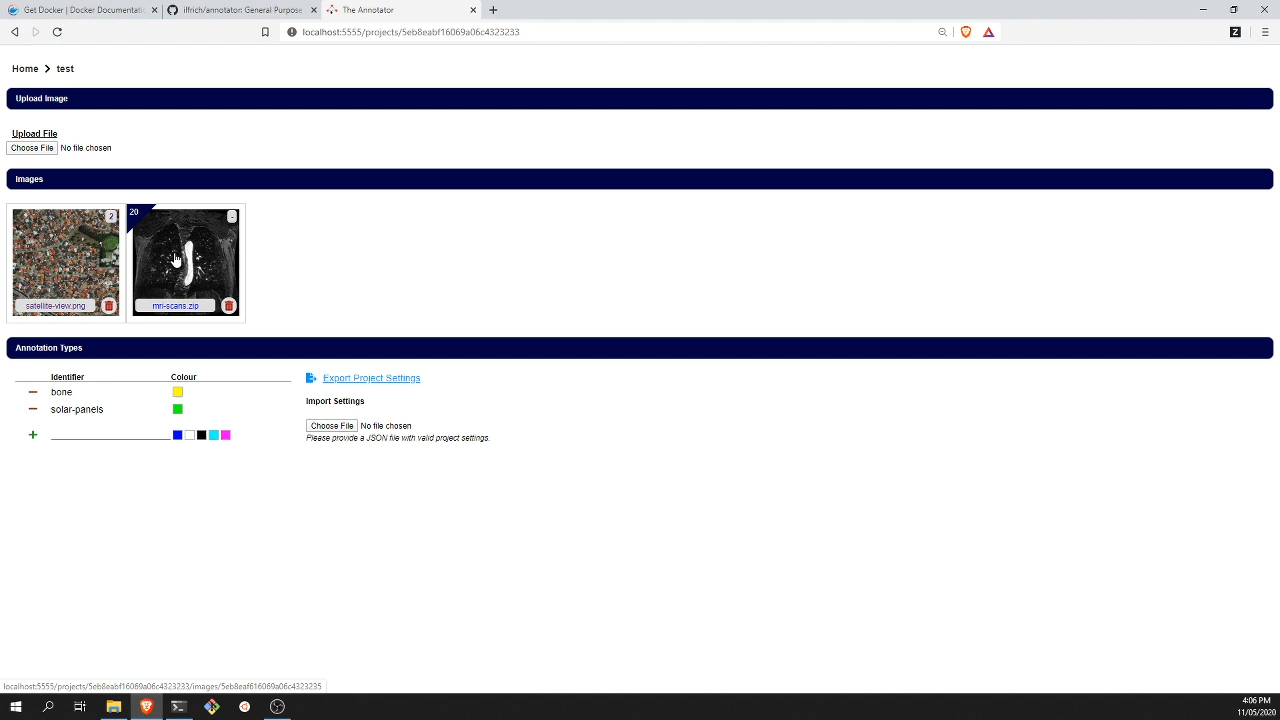 Get Docker | Docker Documentati
ilfrich/annotator: General Purpose
The Annotator
localhost:5555/projects/5eb8eabf16069a06c4323233
Z
Home > test
Upload Image
Upload File
Choose File No file chosen
Images
2
20
-
satellite-view.png
mri-scans.zip
Annotation Types
Identifier Colour
bone
solar-panels
Export Project Settings
Import Settings
Choose File No file chosen
Please provide a JSON file with valid project settings.
localhost:5555/projects/5eb8eabf16069a06c4323233/images/5eb8eaf616069a06c4323235
4:06 PM
11/05/2020